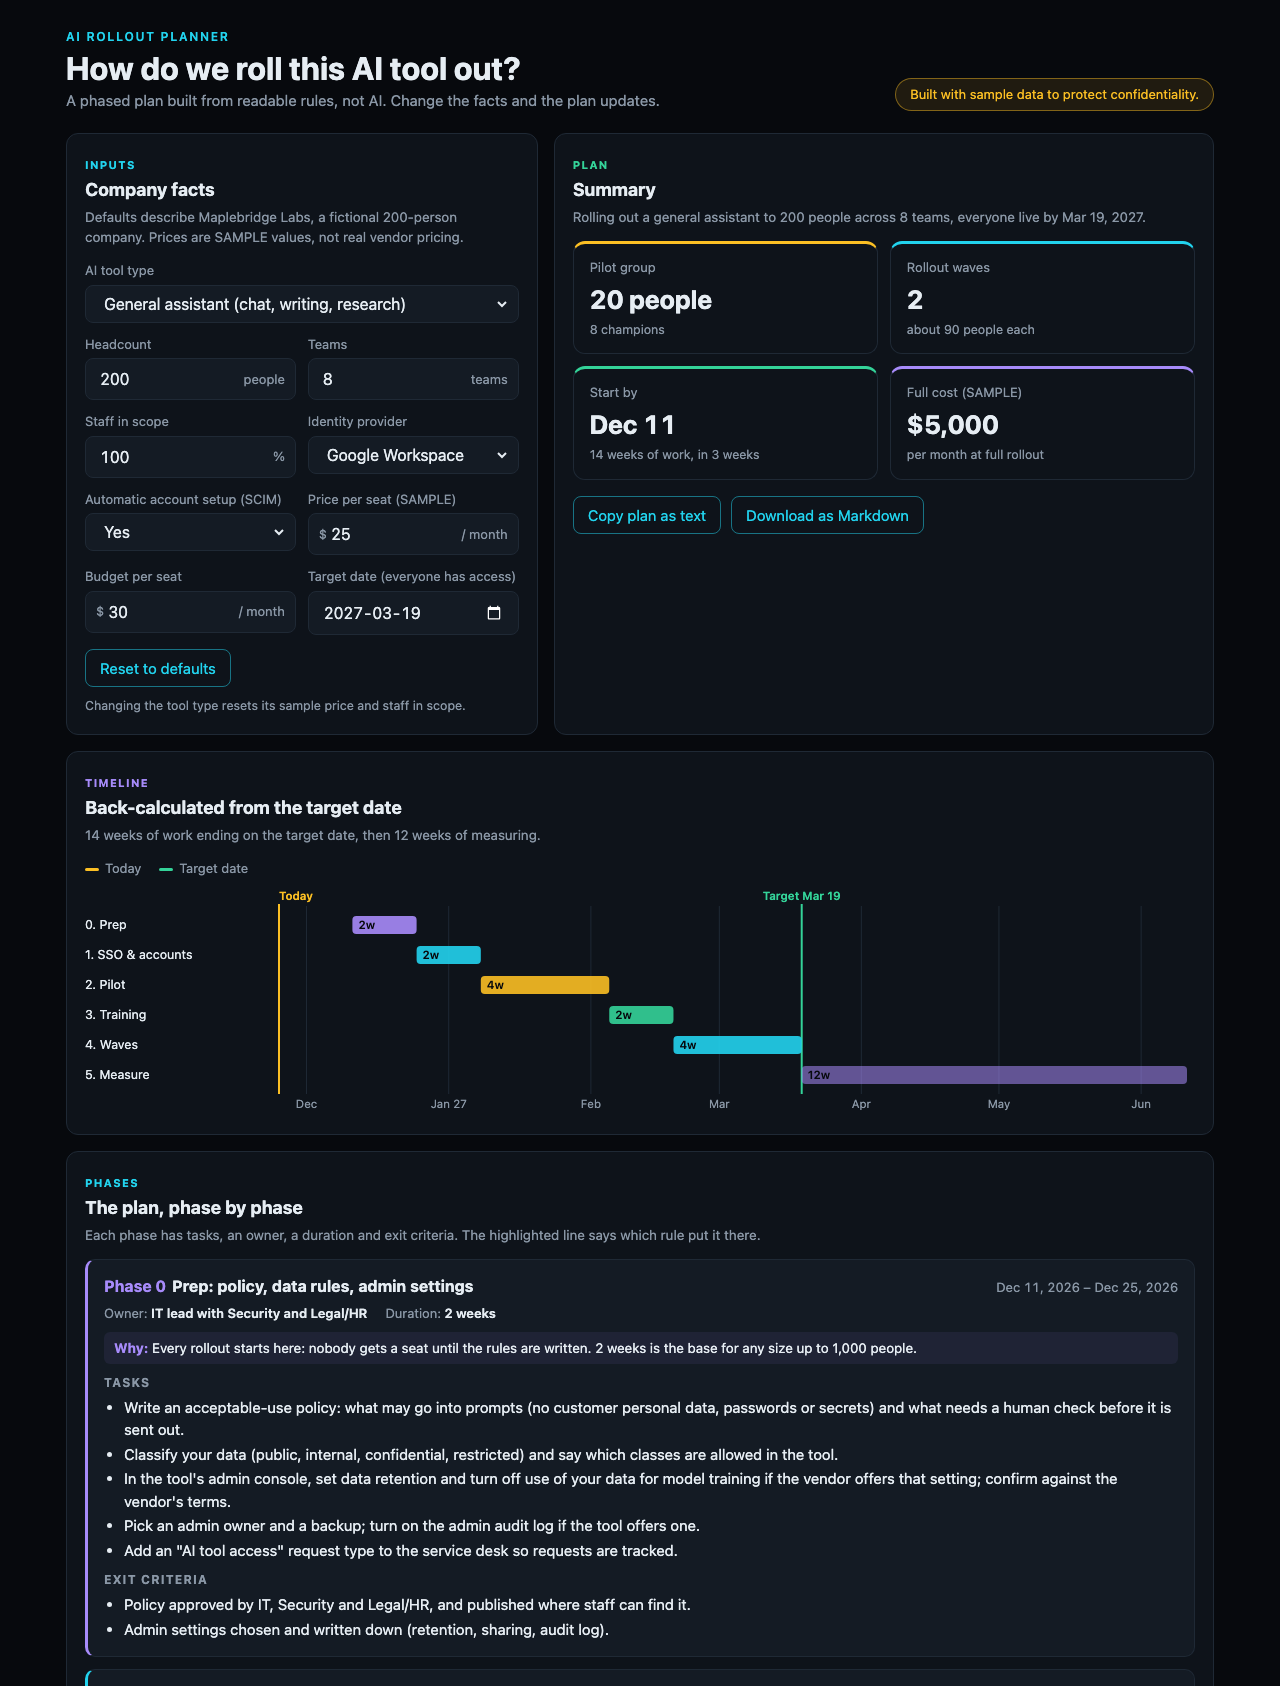 AI ROLLOUT PLANNER
How do we roll this AI tool out?
A phased plan built from readable rules, not AI. Change the facts and the plan updates.
Built with sample data to protect confidentiality.
INPUTS
Company facts
Defaults describe Maplebridge Labs, a fictional 200-person
company. Prices are SAMPLE values, not real vendor pricing.
AI tool type
General assistant (chat, writing, research)
Headcount
200 people
Teams
8 teams
Staff in scope
100 %
Identity provider
Google Workspace
Automatic account setup (SCIM)
Yes
Price per seat (SAMPLE)
$ 25 / month
Budget per seat
$ 30 / month
Target date (everyone has access)
2027-03-19
Reset to defaults
Changing the tool type resets its sample price and staff in scope.
PLAN
Summary
Rolling out a general assistant to 200 people across 8 teams, everyone live by Mar 19, 2027.
Pilot group
20 people
8 champions
Rollout waves
2
about 90 people each
Start by
Dec 11
14 weeks of work, in 3 weeks
Full cost (SAMPLE)
$5,000
per month at full rollout
Copy plan as text
Download as Markdown
TIMELINE
Back-calculated from the target date
14 weeks of work ending on the target date, then 12 weeks of measuring.
Today
Target date
Today
Target Mar 19
0. Prep
2w
1. SSO & accounts
2w
2. Pilot
4w
3. Training
2w
4. Waves
4w
5. Measure
12w
Dec
Jan 27
Feb
Mar
Apr
May
Jun
PHASES
The plan, phase by phase
Each phase has tasks, an owner, a duration and exit criteria. The highlighted line says which rule put it there.
Phase 0 Prep: policy, data rules, admin settings
Dec 11, 2026 – Dec 25, 2026
Owner: IT lead with Security and Legal/HR Duration: 2 weeks
Why: Every rollout starts here: nobody gets a seat until the rules are written. 2 weeks is the base for any size up to 1,000 people.
TASKS
• Write an acceptable-use policy: what may go into prompts (no customer personal data, passwords or secrets) and what needs a human check before it is
sent out.
• Classify your data (public, internal, confidential, restricted) and say which classes are allowed in the tool.
• In the tool's admin console, set data retention and turn off use of your data for model training if the vendor offers that setting; confirm against the
vendor's terms.
• Pick an admin owner and a backup; turn on the admin audit log if the tool offers one.
• Add an "AI tool access" request type to the service desk so requests are tracked.
EXIT CRITERIA
• Policy approved by IT, Security and Legal/HR, and published where staff can find it.
• Admin settings chosen and written down (retention, sharing, audit log).